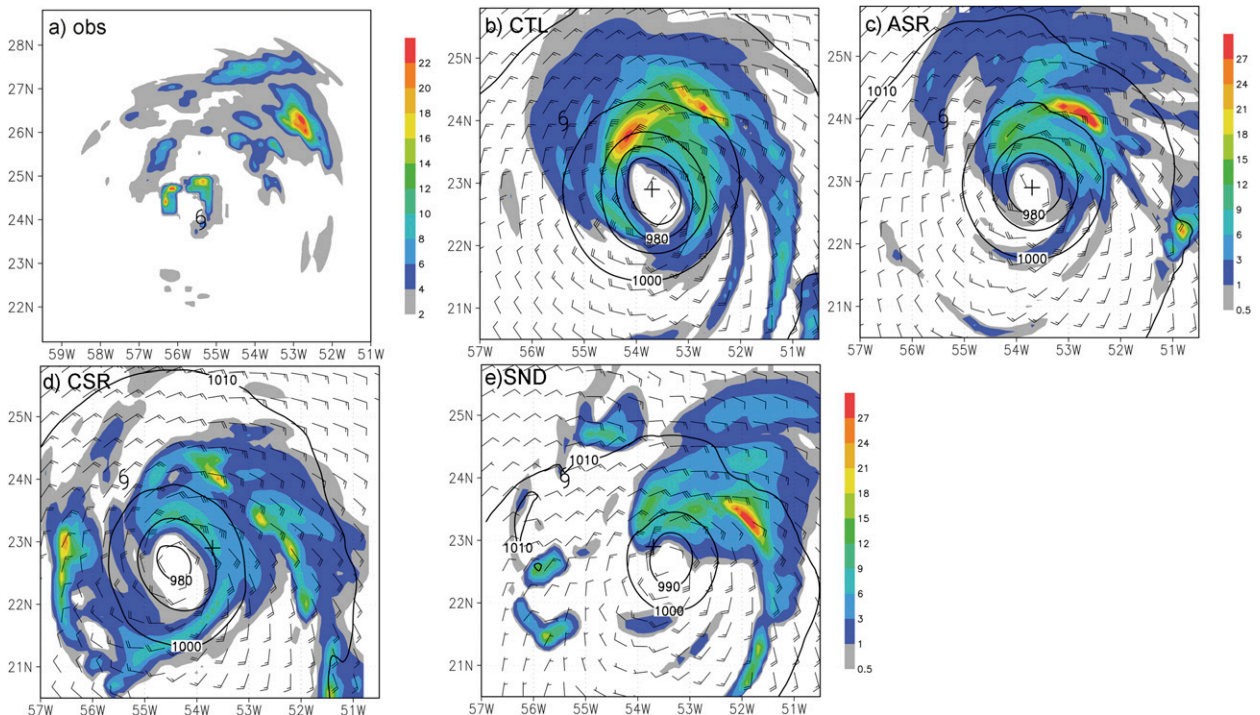 a) obs
28N
27N
26N
25N
24N
23N
22N
59W 58W 57W 56W 55W 54W 53W 52W 51W
22
20
18
16
14
12
10
8
6
4
2
b) CTL
25N
24N
23N
22N
21N
57W 56W 55W 54W 53W 52W 51W
980
1000
c) ASR
25N
24N
23N
22N
21N
57W 56W 55W 54W 53W 52W 51W
1010
980
1000
27
24
21
18
15
12
9
6
3
1
0.5
d) CSR
25N
24N
23N
22N
21N
57W 56W 55W 54W 53W 52W 51W
1010
980
1000
e)SND
25N
24N
23N
22N
21N
57W 56W 55W 54W 53W 52W 51W
1010
1010
990
1000
27
24
21
18
15
12
9
6
3
1
0.5